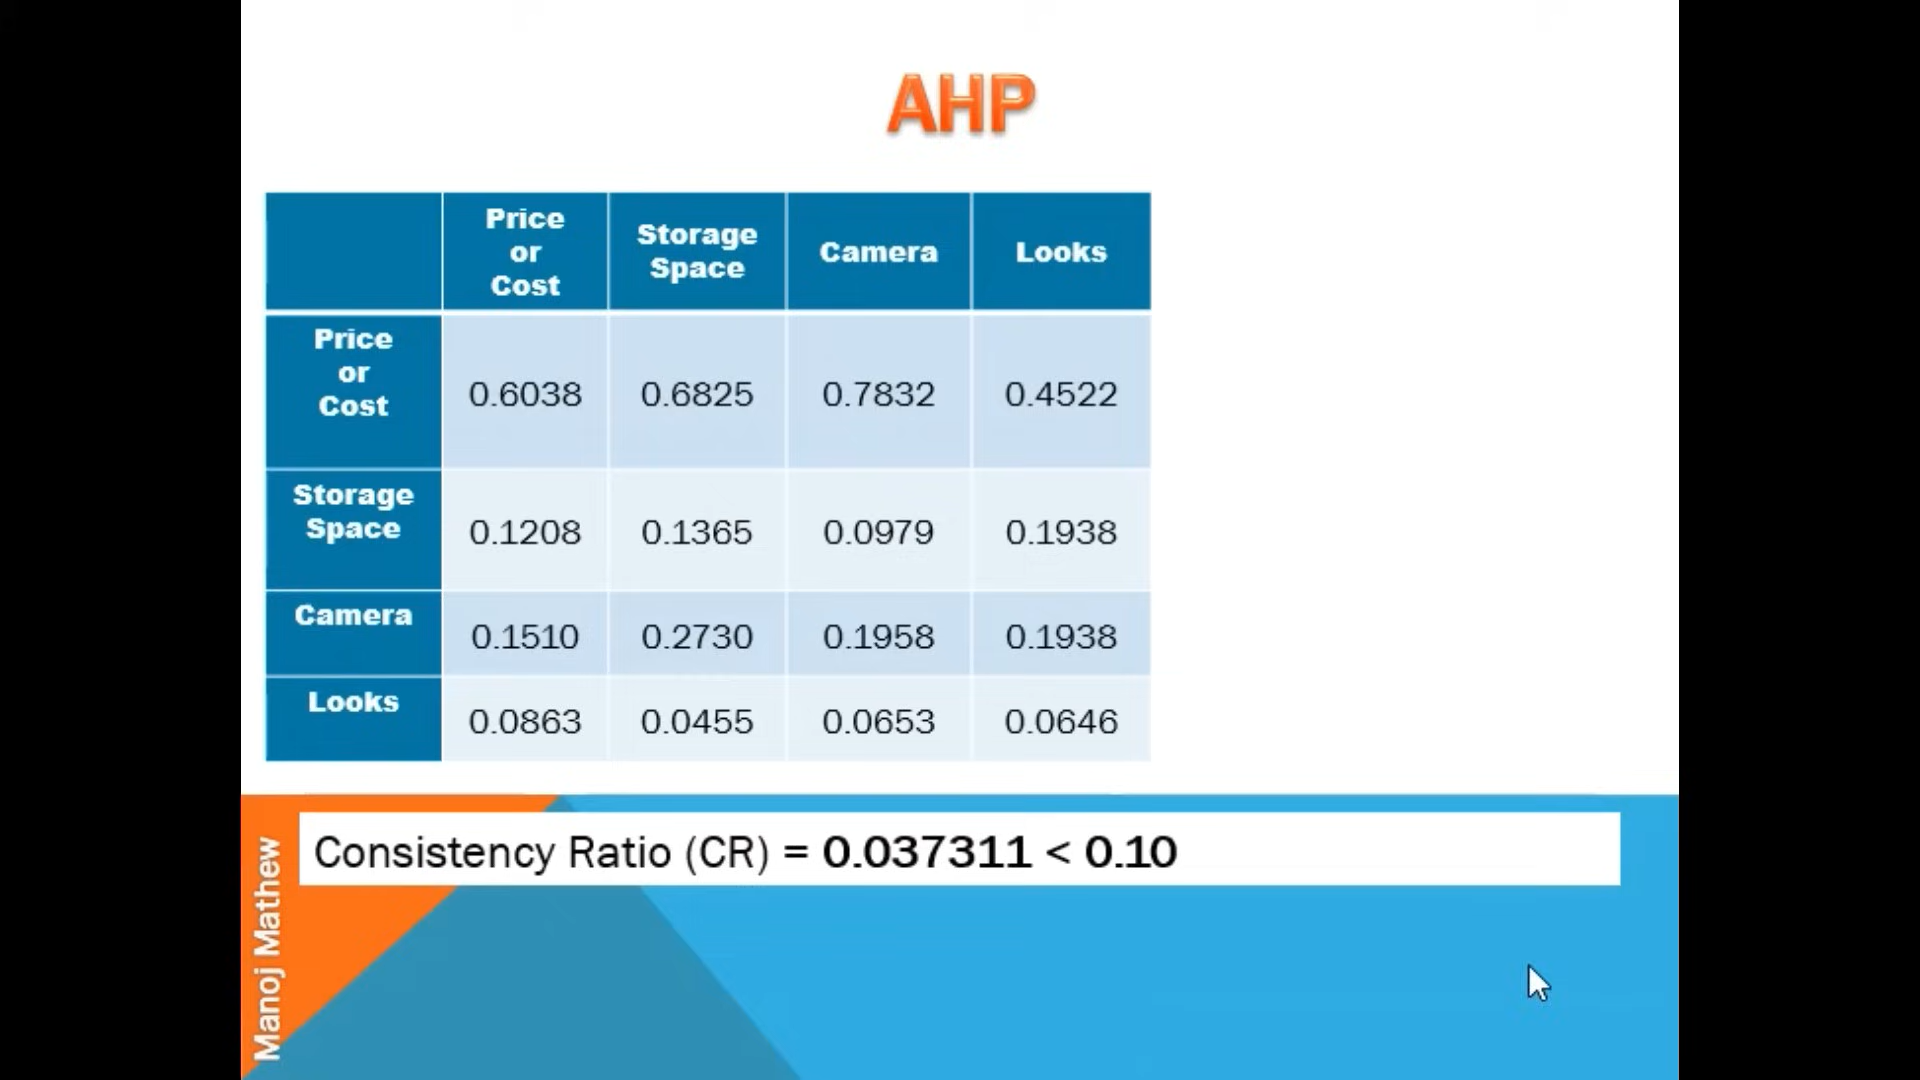 AHP
Price
or
Cost
Storage
Space
Camera
Looks
Price
or
Cost
0.6038 0.6825 0.7832 0.4522
Storage
Space
0.1208 0.1365 0.0979 0.1938
Camera
0.1510 0.2730 0.1958 0.1938
Looks
0.0863 0.0455 0.0653 0.0646
Consistency Ratio (CR) = 0.037311 < 0.10
Manoj Mathew